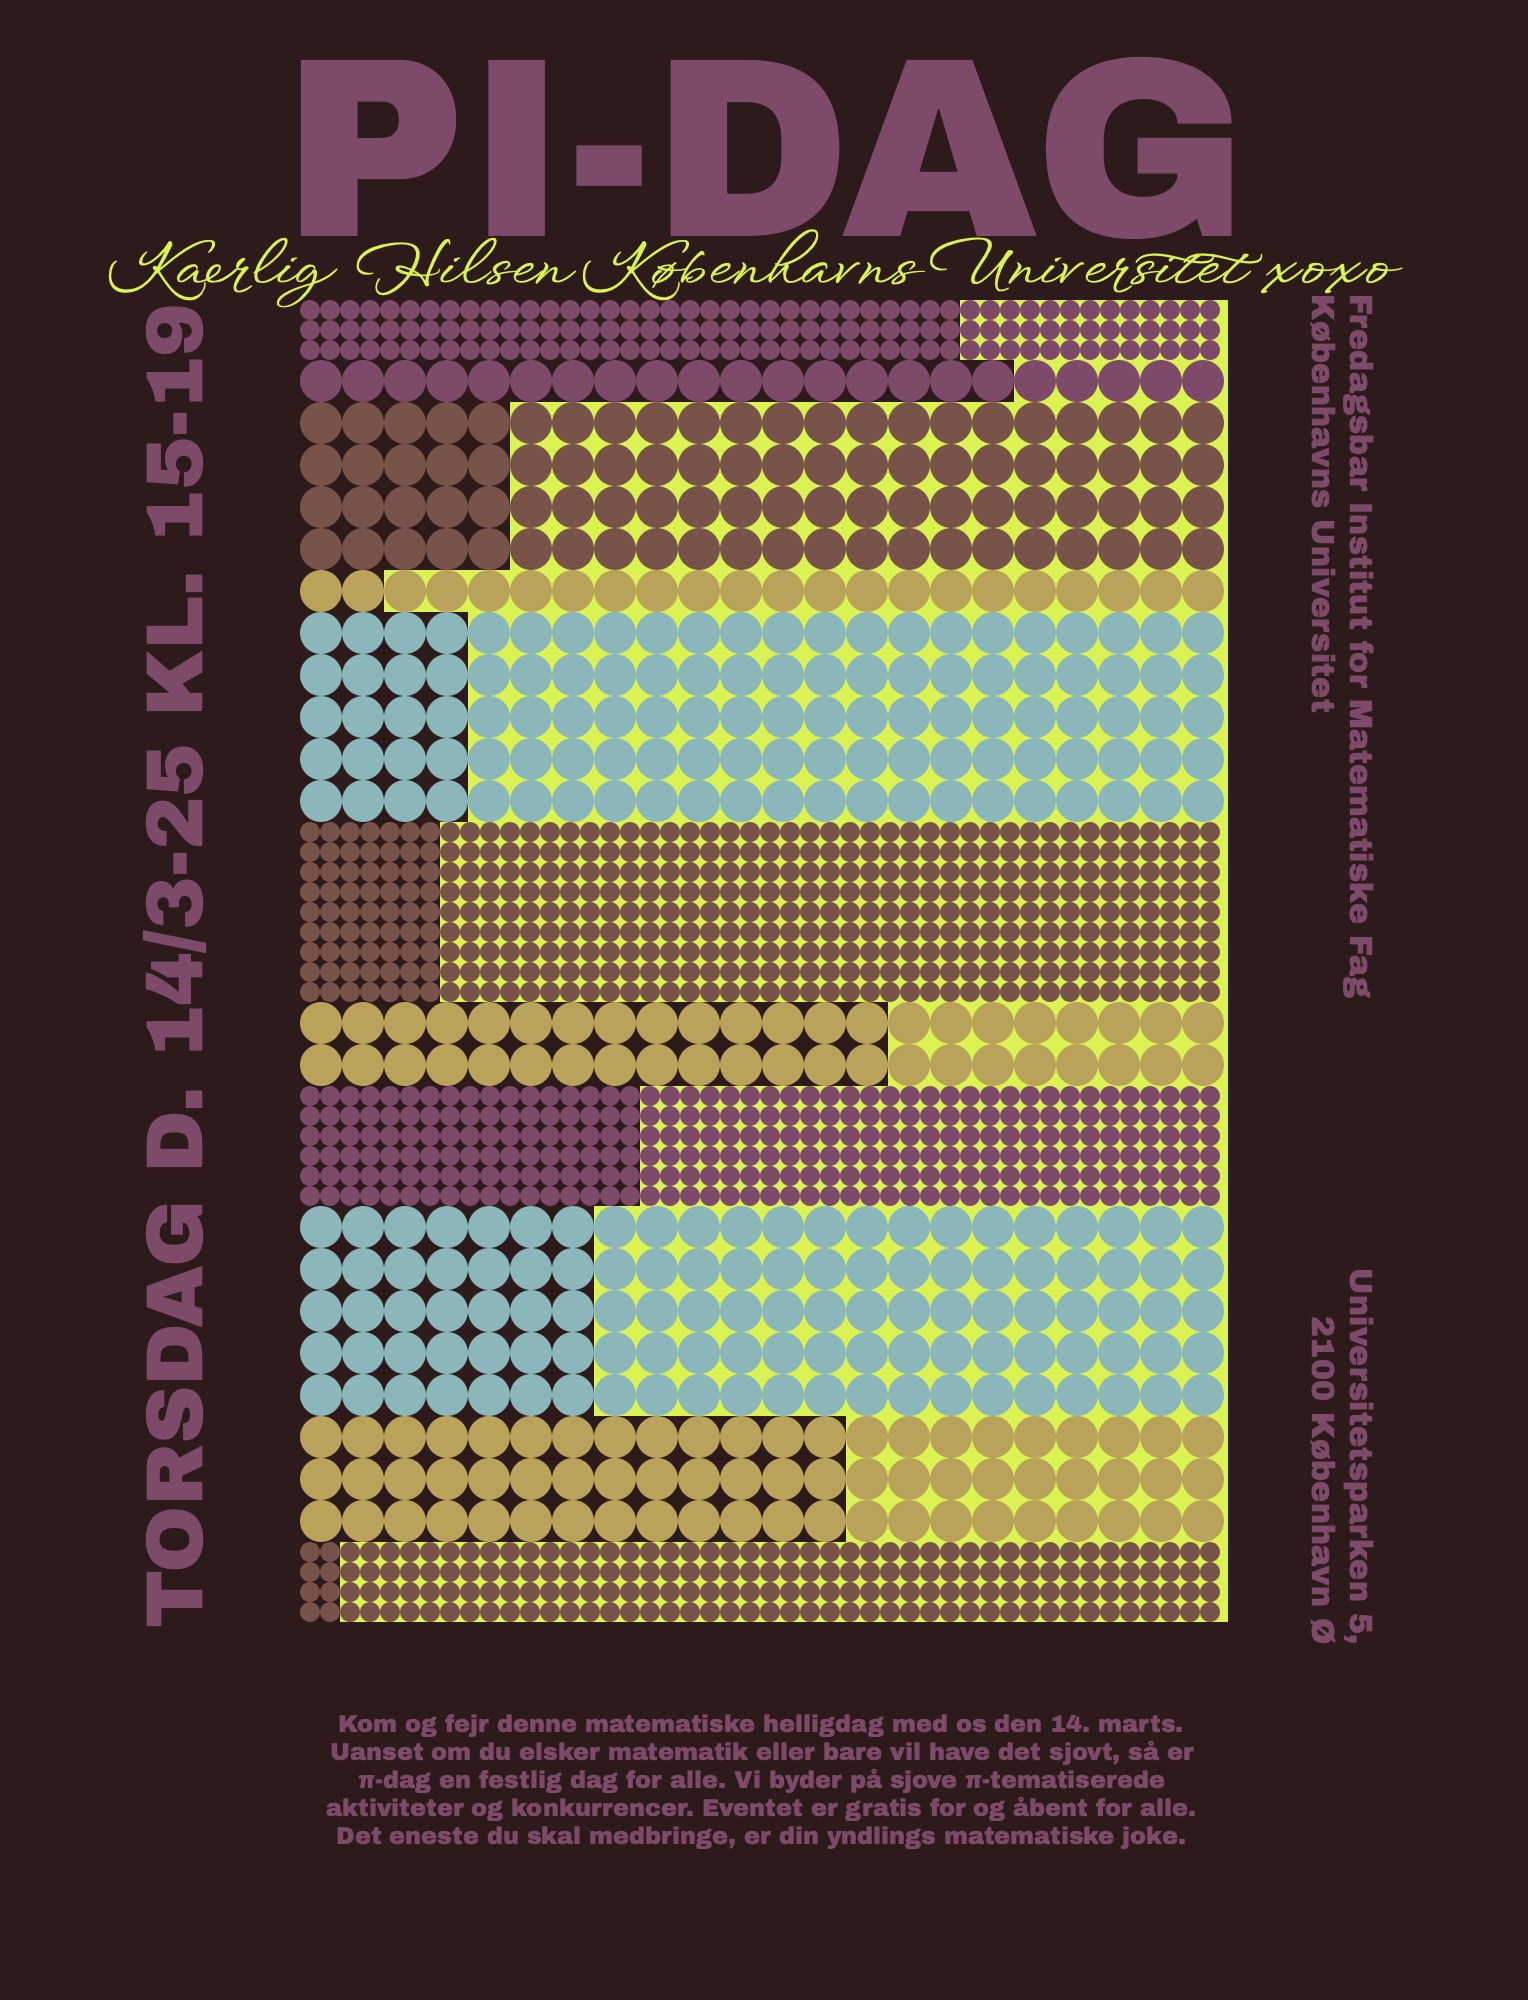 PI-DAG
Kaerlig Hilsen Københavns Universitet xoxo
TORSDAG D. 14/3-25 KL. 15-19
Fredagsbar Institut for Matematiske Fag
Københavns Universitet
Universitetsparken 5,
2100 København Ø
Kom og fejr denne matematiske helligdag med os den 14. marts.
Uanset om du elsker matematik eller bare vil have det sjovt, så er
π-dag en festlig dag for alle. Vi byder på sjove π-tematiserede
aktiviteter og konkurrencer. Eventet er gratis for og åbent for alle.
Det eneste du skal medbringe, er din yndlings matematiske joke.